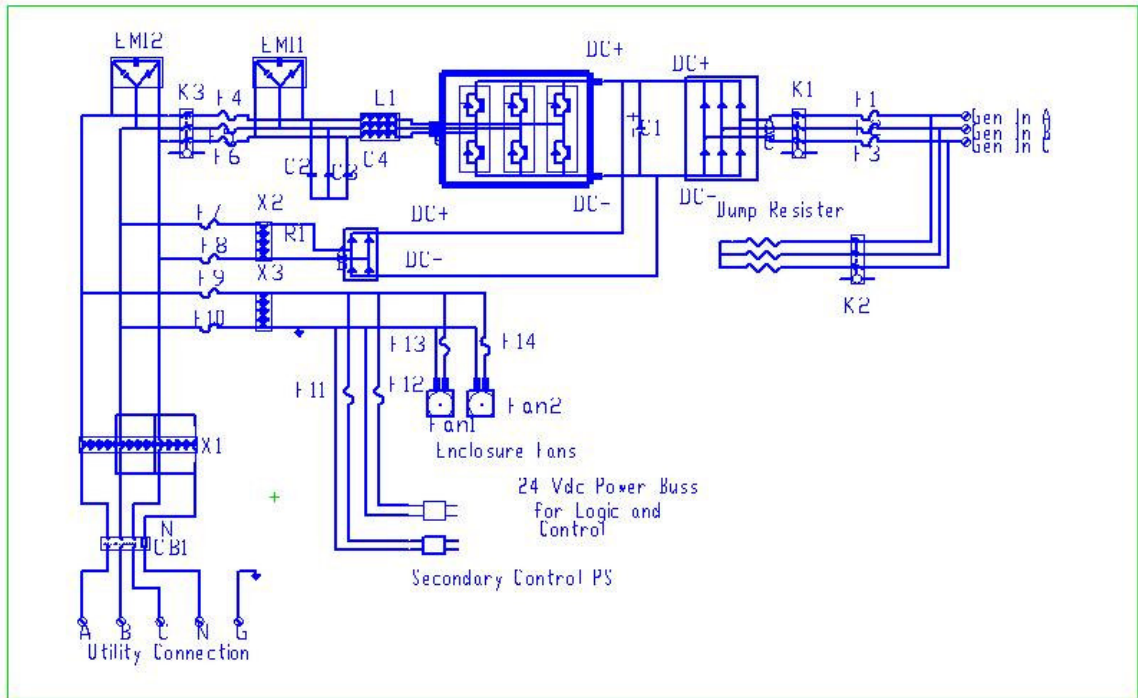 EMI2
EMI1
DC+
DC+
K3
F4
L1
K1
F1
C1
Gen In A
Gen In B
Gen In C
F6
C2
C3
C4
F3
DC-
DC-
Dump Resister
F7
X2
R1
DC+
F8
DC-
X3
F9
K2
F10
F13
F14
F11
F12
Fan1
Fan2
Enclosure Fans
X1
24 Vdc Power Buss
for Logic and
Control
N
CB1
Secondary Control PS
A
B
C
N
G
Utility Connection